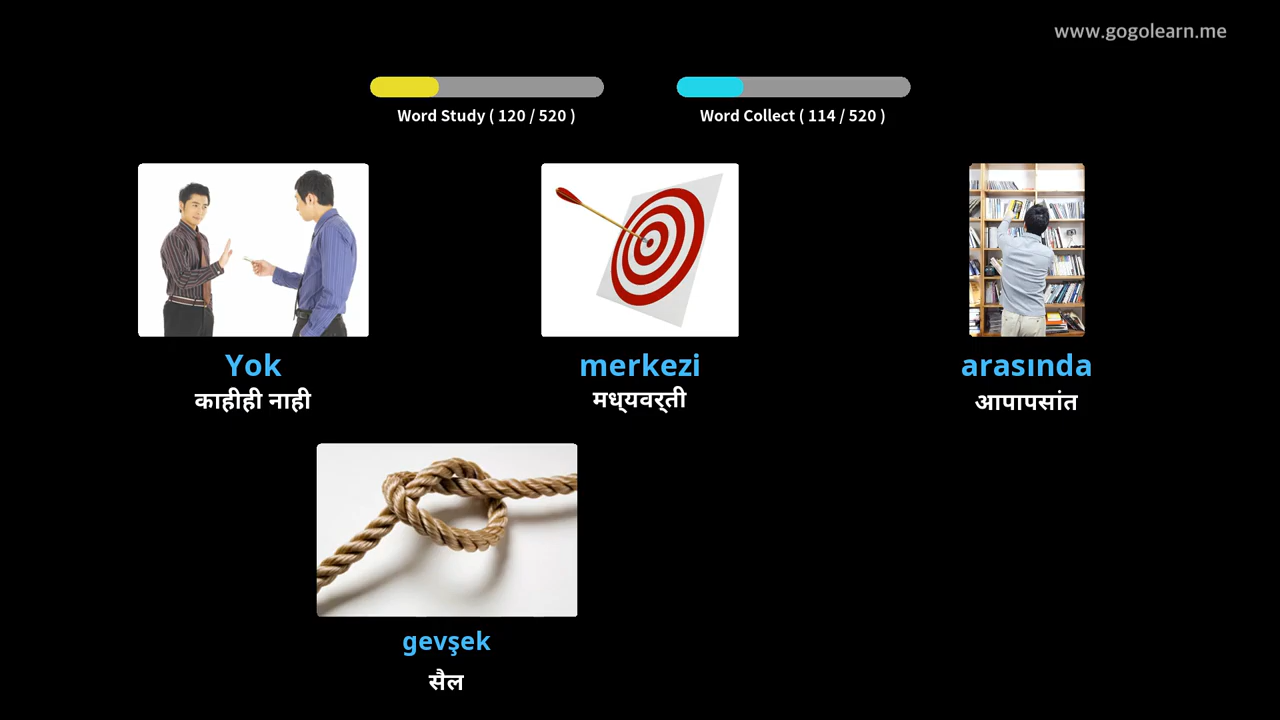 www.gogolearn.me
Word Study ( 120 / 520 )
Word Collect ( 114 / 520 )
Yok
काहीही नाही
merkezi
मध्यवर्ती
arasında
आपापसांत
gevşek
सैल